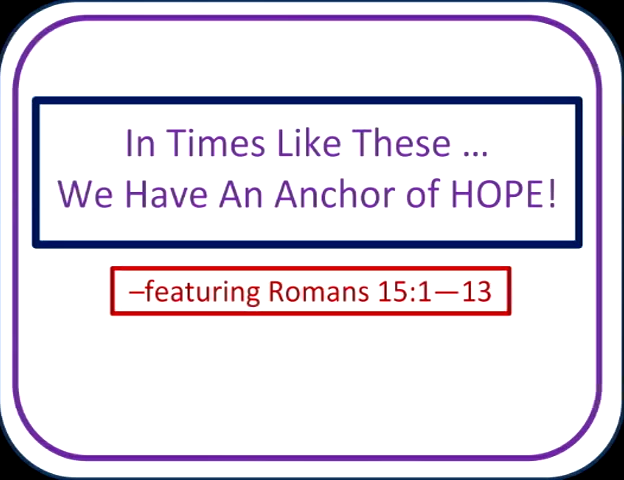 In Times Like These ...
We Have An Anchor of HOPE!
–featuring Romans 15:1—13